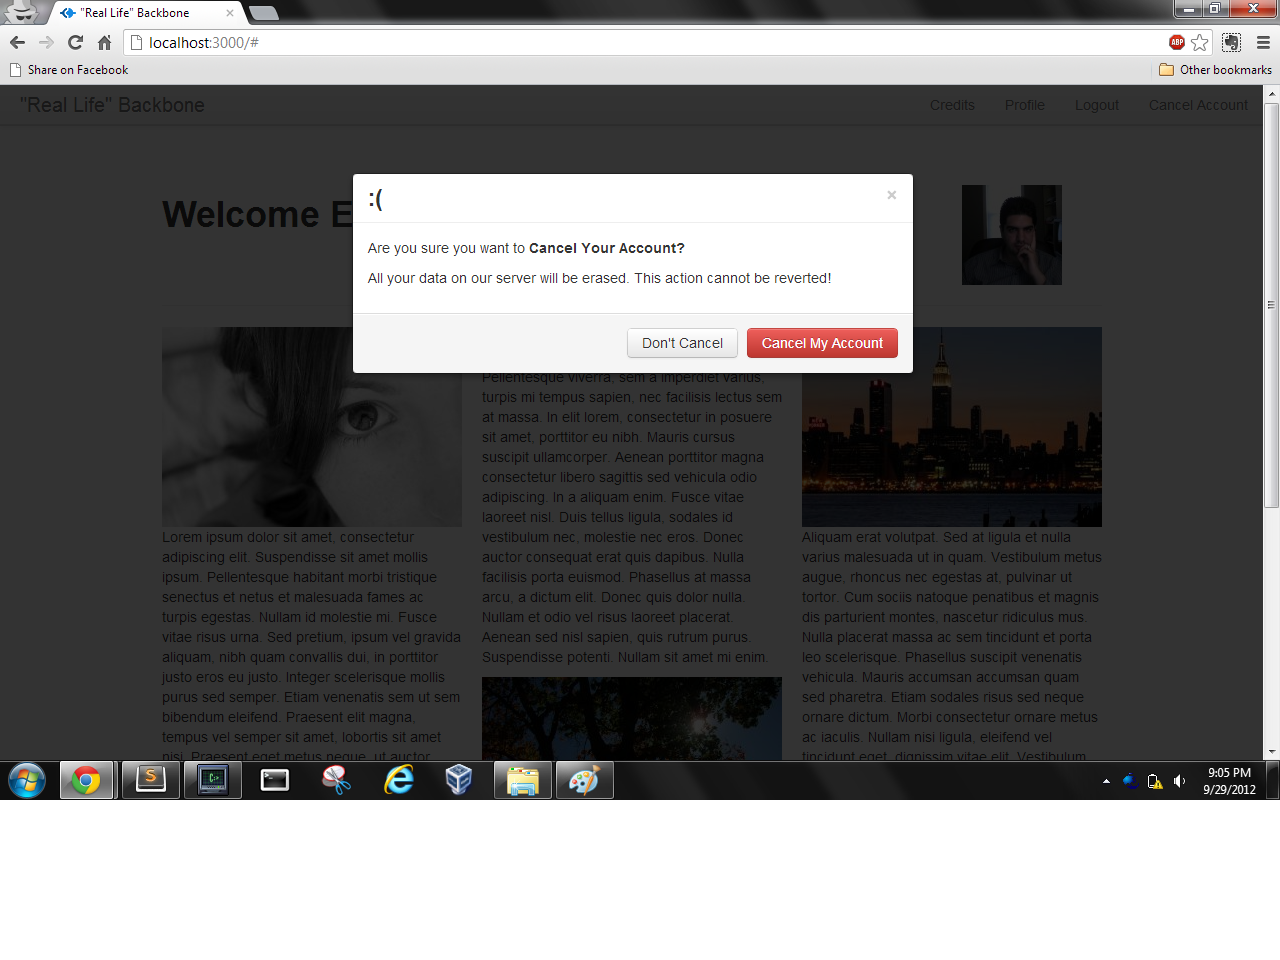 "Real Life" Backbone
localhost:3000/#
ABP
Share on Facebook
Other bookmarks
"Real Life" Backbone
Credits Profile Logout Cancel Account
Welcome E
:(
×
Are you sure you want to Cancel Your Account?
All your data on our server will be erased. This action cannot be reverted!
Don't Cancel Cancel My Account
Lorem ipsum dolor sit amet, consectetur
adipiscing elit. Suspendisse sit amet mollis
ipsum. Pellentesque habitant morbi tristique
senectus et netus et malesuada fames ac
turpis egestas. Nullam id molestie mi. Fusce
vitae risus urna. Sed pretium, ipsum vel gravida
aliquam, nibh quam convallis dui, in porttitor
justo eros eu justo. Integer scelerisque mollis
purus sed semper. Etiam venenatis sem ut sem
bibendum eleifend. Praesent elit magna,
tempus vel semper sit amet, lobortis sit amet
nisi. Praesent eget metus neque, ut auctor
Pellentesque viverra, sem a imperdiet varius,
turpis mi tempus sapien, nec facilisis lectus sem
at massa. In elit lorem, consectetur in posuere
sit amet, porttitor eu nibh. Mauris cursus
suscipit ullamcorper. Aenean porttitor magna
consectetur libero sagittis sed vehicula odio
adipiscing. In a aliquam enim. Fusce vitae
laoreet nisl. Duis tellus ligula, sodales id
vestibulum nec, molestie nec eros. Donec
auctor consequat erat quis dapibus. Nulla
facilisis porta euismod. Phasellus at massa
arcu, a dictum elit. Donec quis dolor nulla.
Nullam et odio vel risus laoreet placerat.
Aenean sed nisl sapien, quis rutrum purus.
Suspendisse potenti. Nullam sit amet mi enim.
Aliquam erat volutpat. Sed at ligula et nulla
varius malesuada ut in quam. Vestibulum metus
augue, rhoncus nec egestas at, pulvinar ut
tortor. Cum sociis natoque penatibus et magnis
dis parturient montes, nascetur ridiculus mus.
Nulla placerat massa ac sem tincidunt et porta
leo scelerisque. Phasellus suscipit venenatis
vehicula. Mauris accumsan accumsan quam
sed pharetra. Etiam sodales risus sed neque
ornare dictum. Morbi consectetur ornare metus
ac iaculis. Nullam nisi ligula, eleifend vel
tincidunt eget, dignissim vitae elit. Vestibulum
9:05 PM
9/29/2012